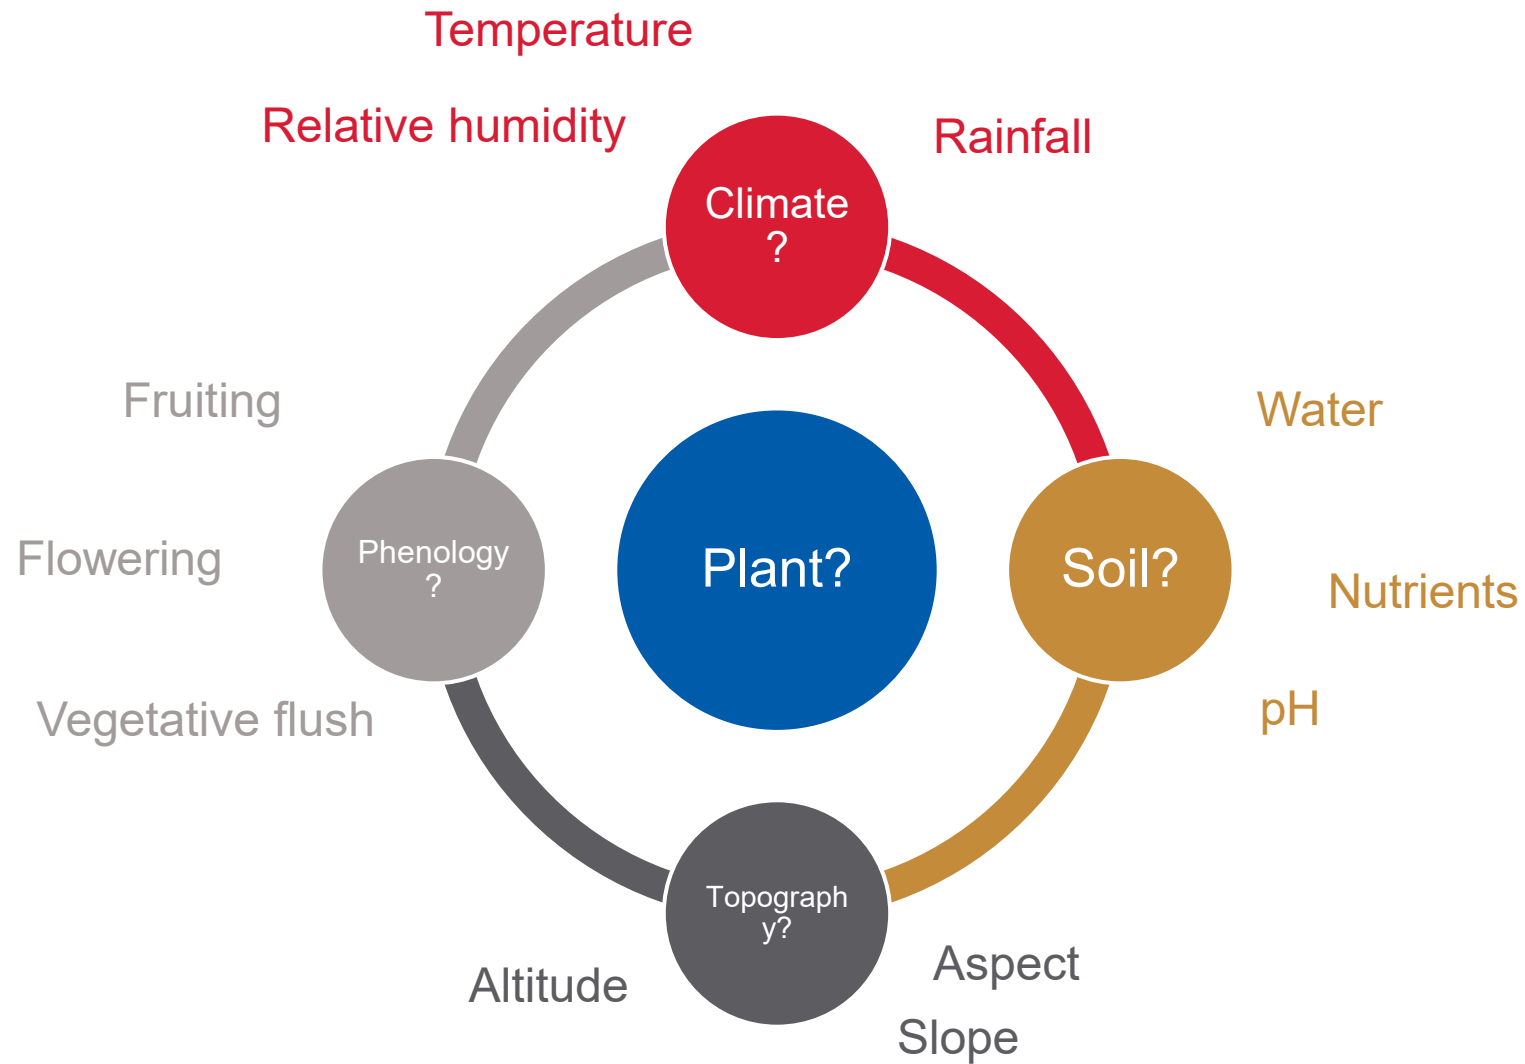 Temperature
Relative humidity
Rainfall
Climate
?
Fruiting
Water
Flowering
Phenology
?
Plant?
Soil?
Nutrients
Vegetative flush
pH
Topograph
y?
Altitude
Aspect
Slope